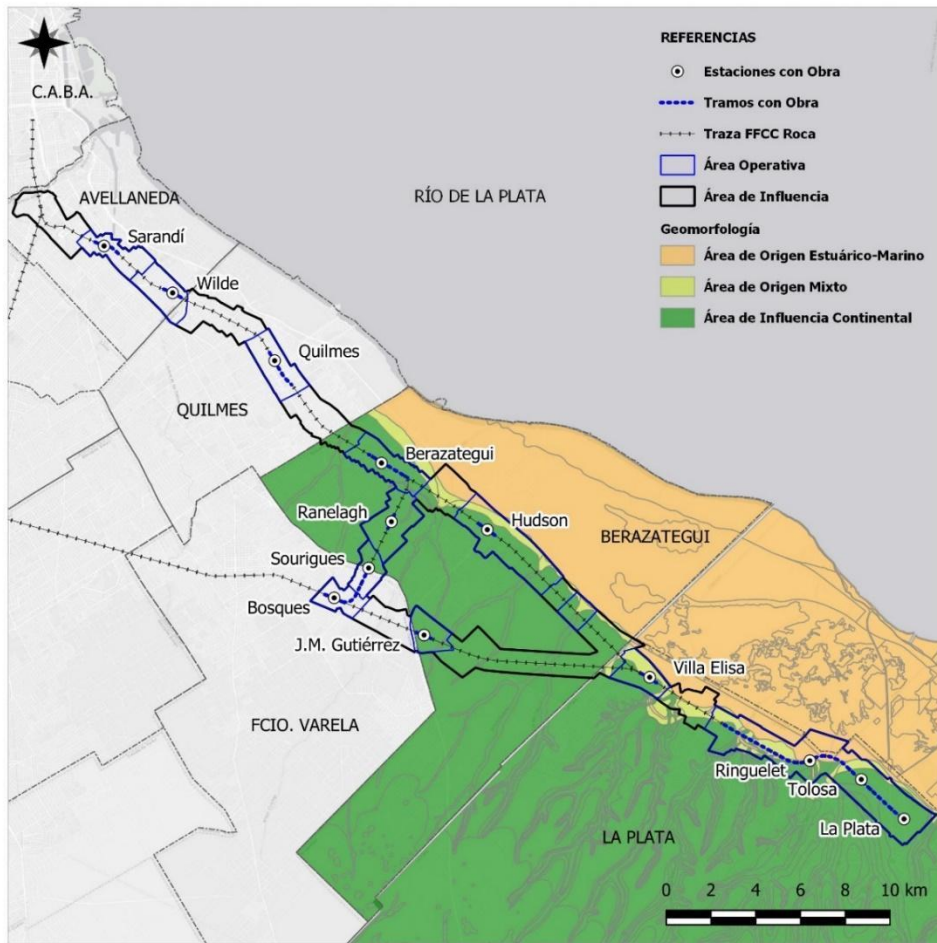 REFERENCIAS
Estaciones con Obra
Tramos con Obra
Traza FFCC Roca
Área Operativa
Área de Influencia
Geomorfología
Área de Origen Estuárico-Marino
Área de Origen Mixto
Área de Influencia Continental
C.A.B.A.
AVELLANEDA
RÍO DE LA PLATA
Sarandí
Wilde
Quilmes
QUILMES
Berazategui
Ranelagh
Hudson
BERAZATEGUI
Sourigues
Bosques
J.M. Gutiérrez
Villa Elisa
FCIO. VARELA
Ringuelet
Tolosa
La Plata
LA PLATA
0 2 4 6 8 10 km